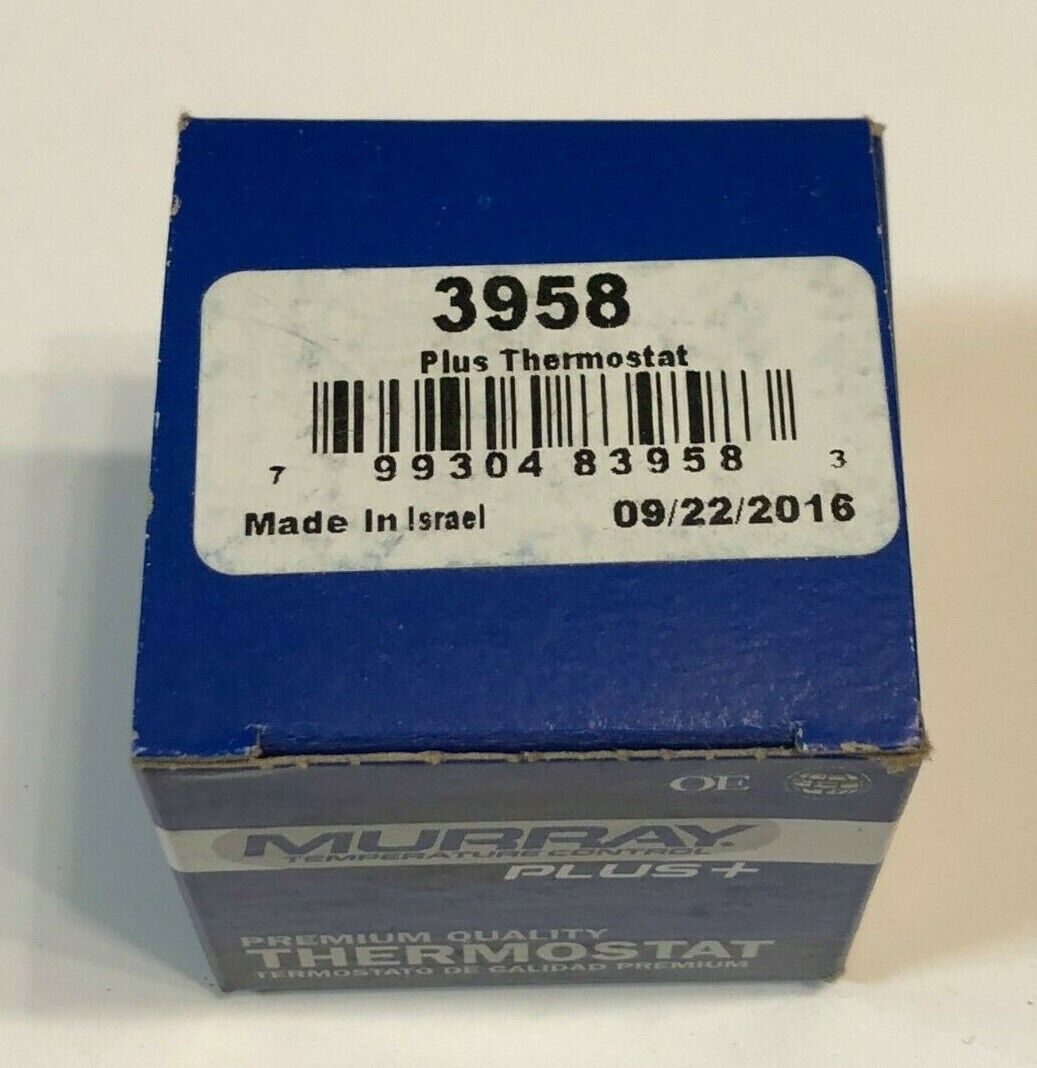 3958
Plus Thermostat
7 99304 83958 3
Made In Israel 09/22/2016
OE
MURRAY.
TEMPERATURE CONTROL
PLUS+
PREMIUM QUALITY
THERMOSTAT
TERMOSTATO DE CALIDAD PREMIUM